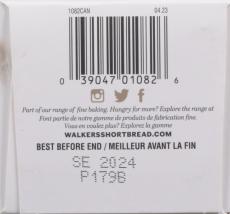 1082CAN 04.23
0 39047 01082 6
Part of our range of fine baking. Hungry for more? Explore the range at
Font partie de notre gamme de produits de fabrication fine.
Vous en voulez plus? Explorez la gamme
WALKERSSHORTBREAD.COM
BEST BEFORE END / MEILLEUR AVANT LA FIN
SE 2024
P179B